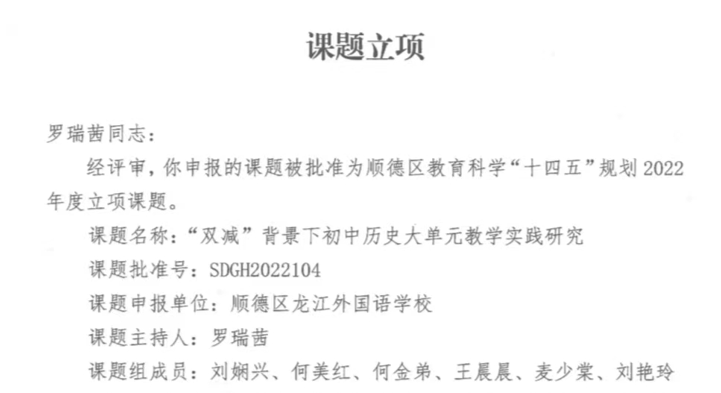 课题立项
罗瑞茜同志：
经评审，你申报的课题被批准为顺德区教育科学“十四五”规划 2022
年度立项课题。
课题名称：“双减”背景下初中历史大单元教学实践研究
课题批准号：SDGH2022104
课题申报单位：顺德区龙江外国语学校
课题主持人：罗瑞茜
课题组成员：刘娴兴、何美红、何金弟、王晨晨、麦少棠、刘艳玲